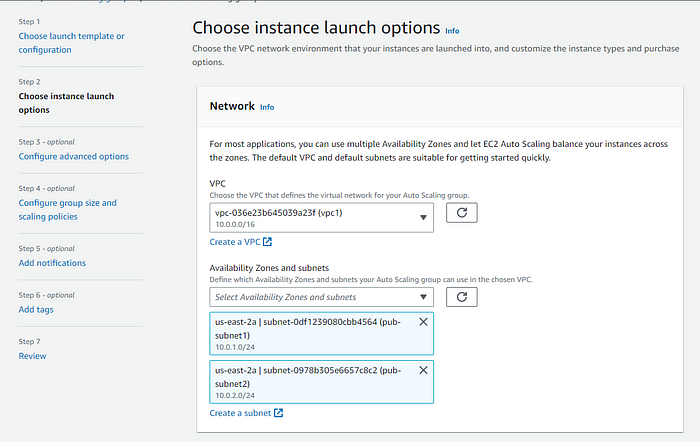 Step 1
Choose launch template or
configuration
Step 2
Choose instance launch
options
Step 3 - optional
Configure advanced options
Step 4 - optional
Configure group size and
scaling policies
Step 5 - optional
Add notifications
Step 6 - optional
Add tags
Step 7
Review
Choose instance launch options Info
Choose the VPC network environment that your instances are launched into, and customize the instance types and purchase
options.
Network Info
For most applications, you can use multiple Availability Zones and let EC2 Auto Scaling balance your instances across
the zones. The default VPC and default subnets are suitable for getting started quickly.
VPC
Choose the VPC that defines the virtual network for your Auto Scaling group.
vpc-036e23b645039a23f (vpc1)
10.0.0.0/16
Create a VPC
Availability Zones and subnets
Define which Availability Zones and subnets your Auto Scaling group can use in the chosen VPC.
Select Availability Zones and subnets
us-east-2a | subnet-0df1239080cbb4564 (pub-
subnet1)
10.0.1.0/24
us-east-2a | subnet-0978b305e6657c8c2 (pub-
subnet2)
10.0.2.0/24
Create a subnet